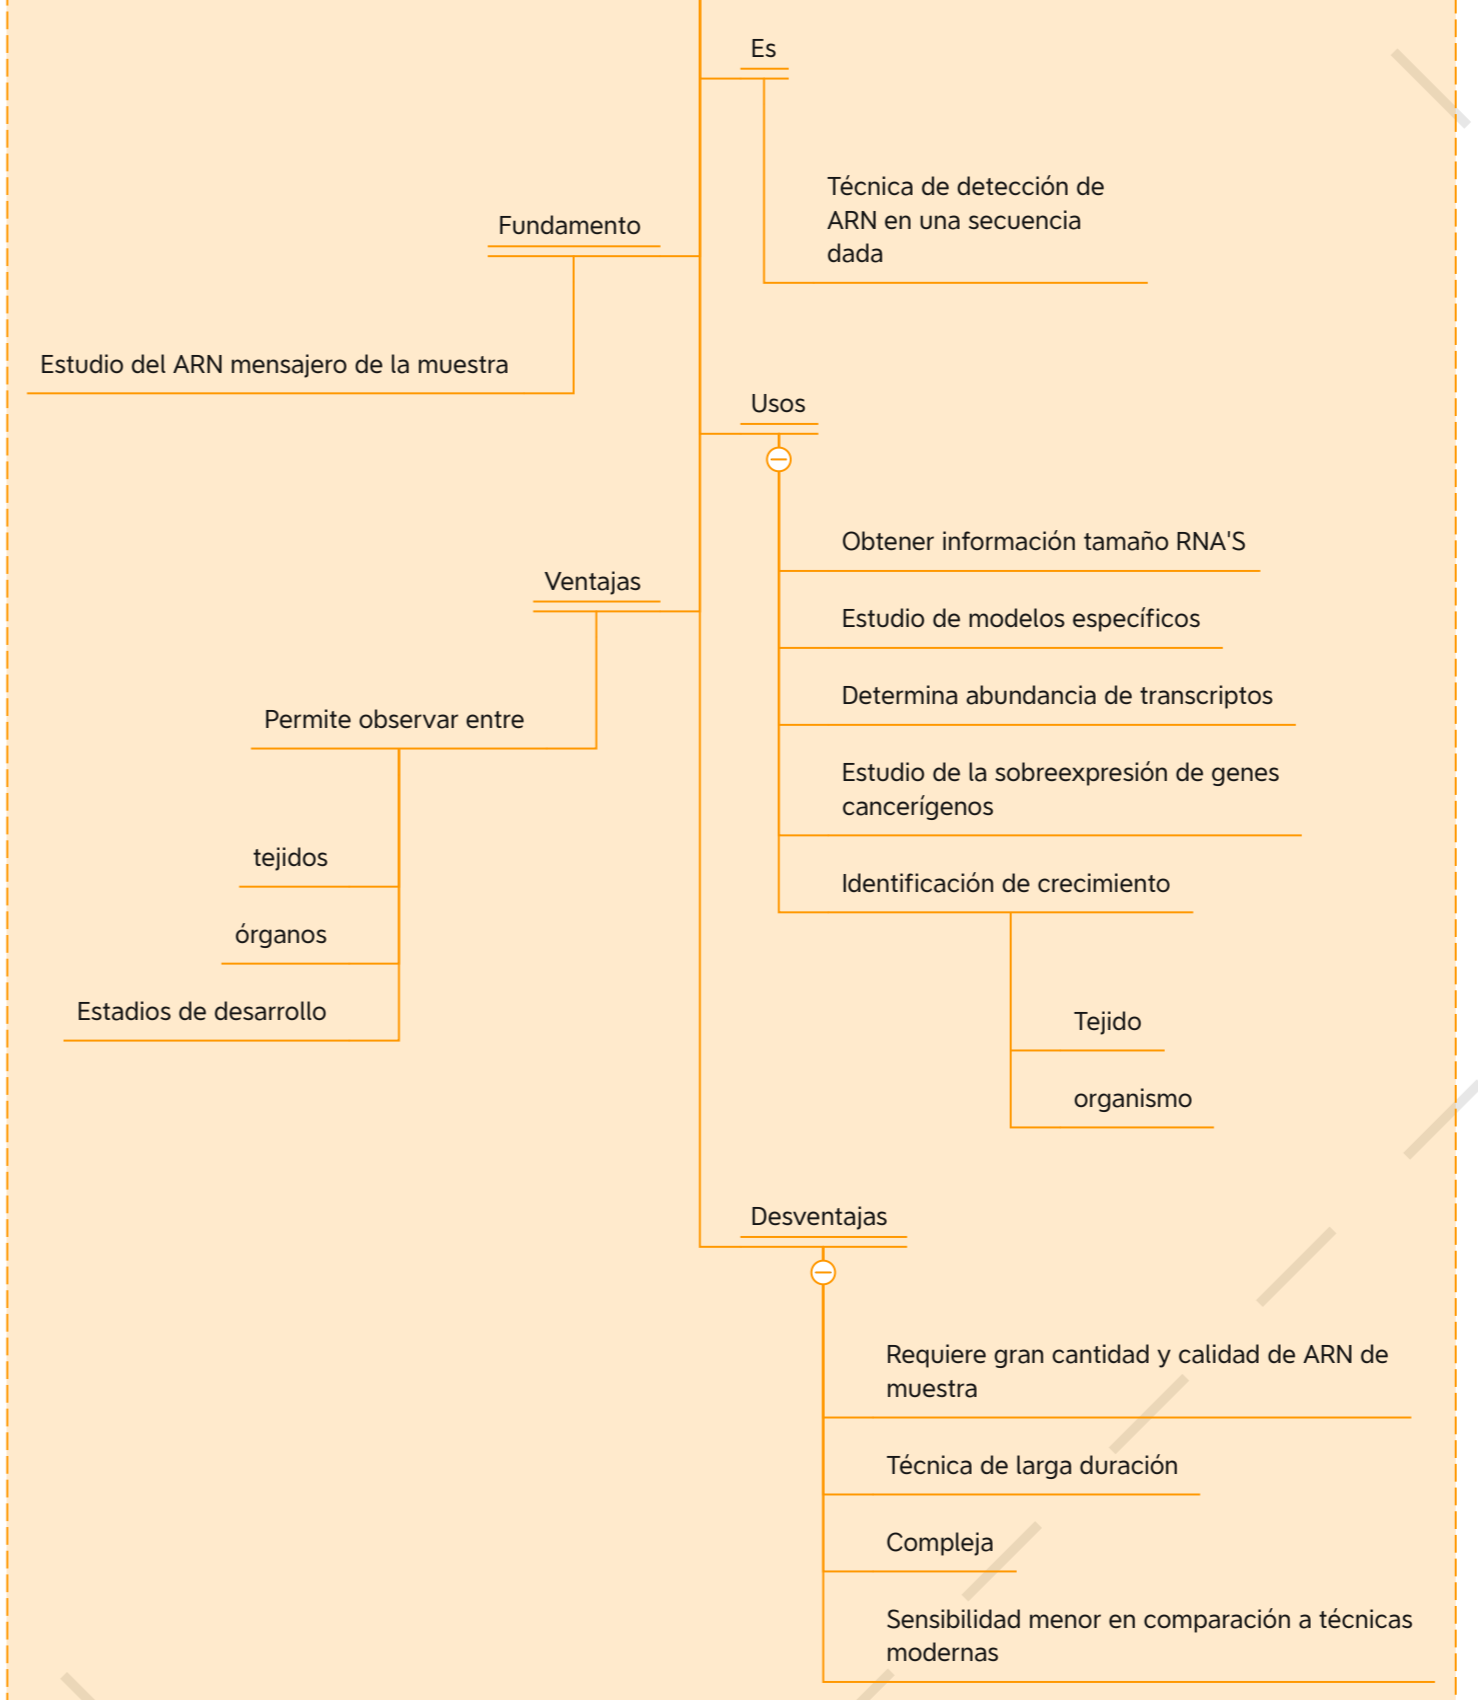 Es
Técnica de detección de
ARN en una secuencia
dada
Fundamento
Estudio del ARN mensajero de la muestra
Usos
Obtener información tamaño RNA'S
Estudio de modelos específicos
Determina abundancia de transcriptos
Estudio de la sobreexpresión de genes
cancerígenos
Identificación de crecimiento
Tejido
organismo
Ventajas
Permite observar entre
tejidos
órganos
Estadios de desarrollo
Desventajas
Requiere gran cantidad y calidad de ARN de
muestra
Técnica de larga duración
Compleja
Sensibilidad menor en comparación a técnicas
modernas